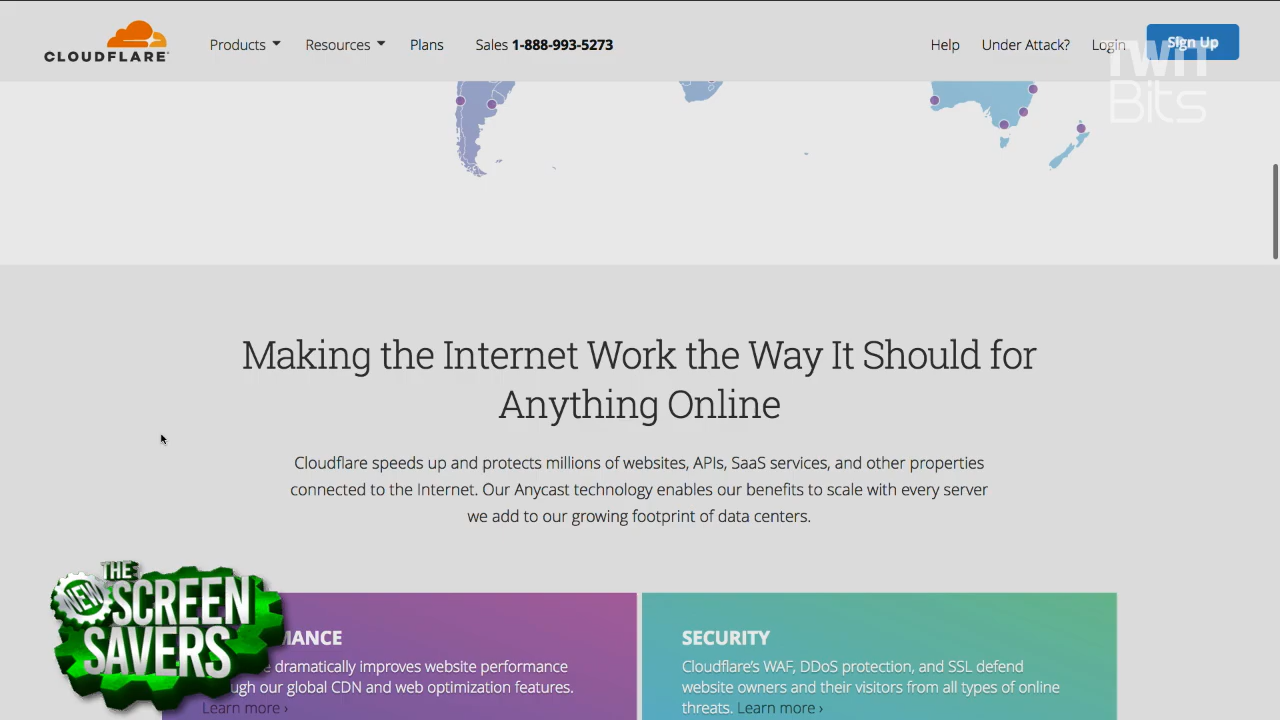 CLOUDFLARE
Products Resources Plans Sales 1-888-993-5273 Help Under Attack? Login Sign Up
TWiT
Bits
Making the Internet Work the Way It Should for
Anything Online
Cloudflare speeds up and protects millions of websites, APIs, SaaS services, and other properties
connected to the Internet. Our Anycast technology enables our benefits to scale with every server
we add to our growing footprint of data centers.
THE
NEW
SCREEN
SAVERS
MANCE
dramatically improves website performance
ugh our global CDN and web optimization features.
Learn more ›
SECURITY
Cloudflare's WAF, DDoS protection, and SSL defend
website owners and their visitors from all types of online
threats. Learn more ›